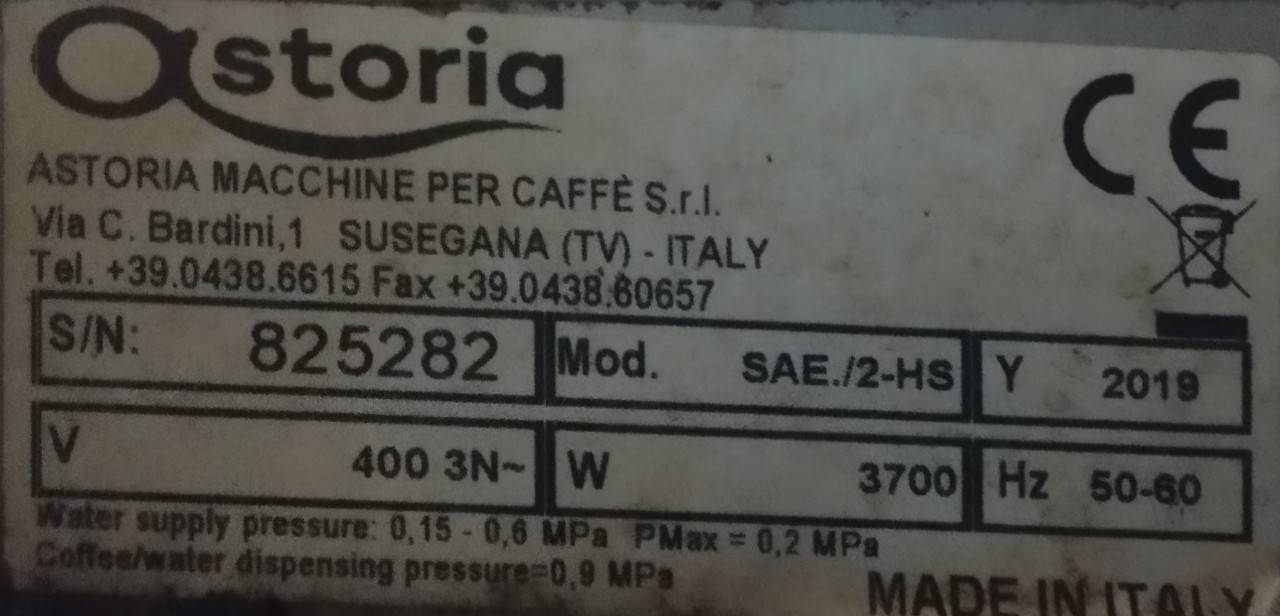 astoria
CE
ASTORIA MACCHINE PER CAFFÈ S.r.l.
Via C. Bardini,1 SUSEGANA (TV) - ITALY
Tel. +39.0438.6615 Fax +39.0438.60657
S/N: 825282 Mod. SAE./2-HS Y 2019
V 400 3N~ W 3700 Hz 50-60
Water supply pressure: 0,15 - 0,6 MPa PMax = 0,2 MPa
Coffee/water dispensing pressure=0,9 MPa
MADE IN ITALY